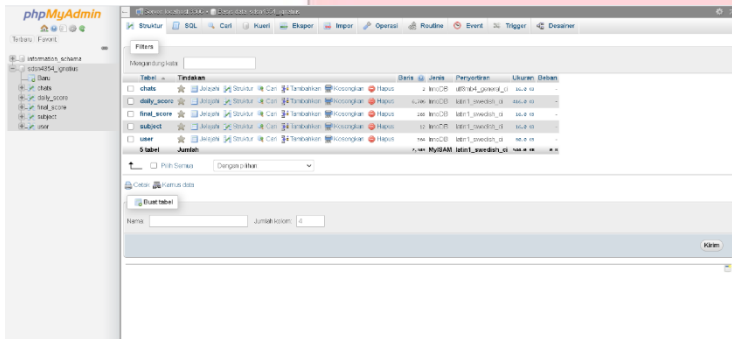 phpMyAdmin
Terbaru Favorit
information_schema
sdsn4354_ignatius
Baru
chats
daily_score
final_score
subject
user
Struktur SQL Cari Kueri Ekspor Impor Operasi Routine Event Trigger Desainer
Filters
Mengandung kata:
Tabel Tindakan Baris Jenis Penyortiran Ukuran Beban
chats Jelajahi Struktur Cari Tambahkan Kosongkan Hapus 2 InnoDB utf8mb4_general_ci -
daily_score Jelajahi Struktur Cari Tambahkan Kosongkan Hapus InnoDB latin1_swedish_ci -
final_score Jelajahi Struktur Cari Tambahkan Kosongkan Hapus InnoDB latin1_swedish_ci -
subject Jelajahi Struktur Cari Tambahkan Kosongkan Hapus InnoDB latin1_swedish_ci -
user Jelajahi Struktur Cari Tambahkan Kosongkan Hapus InnoDB latin1_swedish_ci -
5 tabel Jumlah MyISAM latin1_swedish_ci
Pilih Semua Dengan pilihan
Cetak Kamus data
Buat tabel
Nama: Jumlah kolom: 4
Kirim